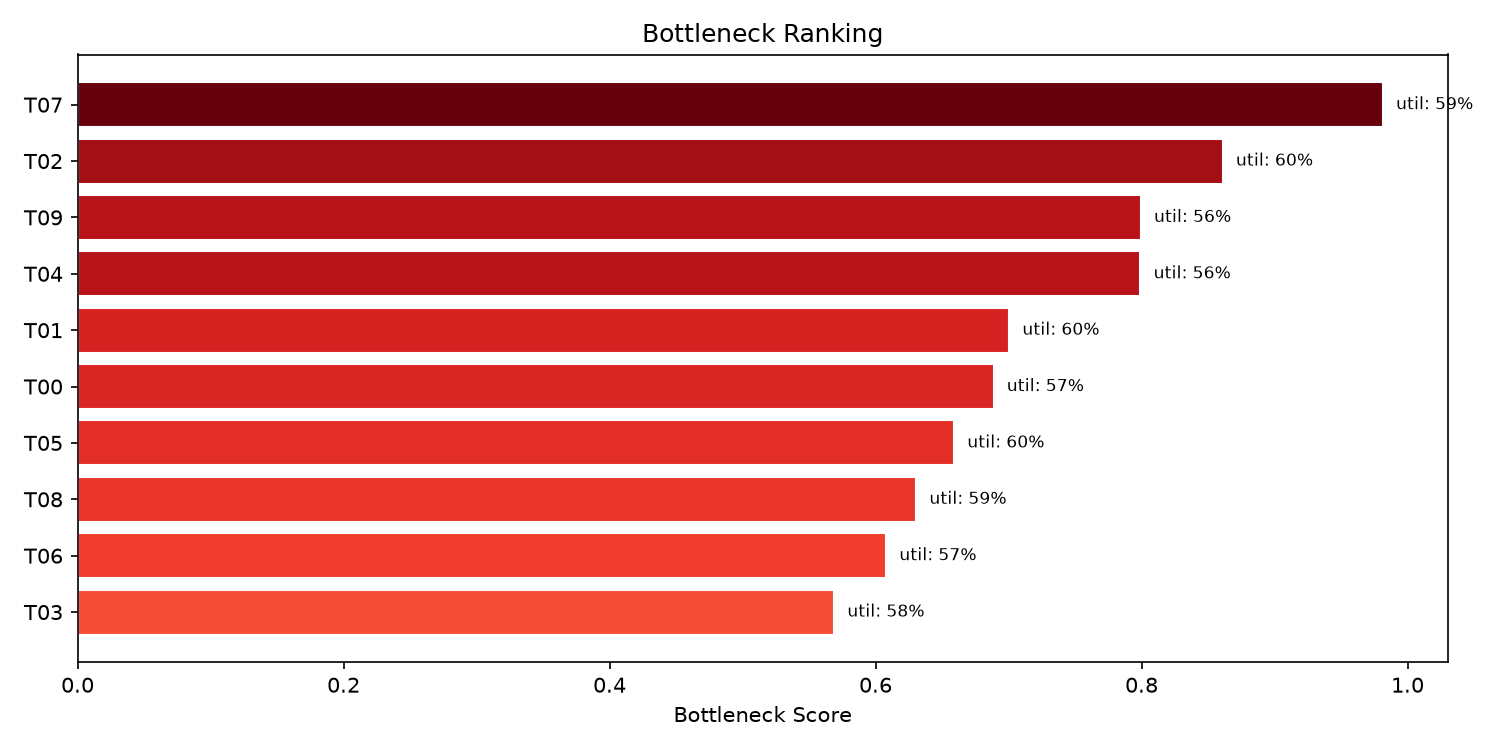 Bottleneck Ranking
T07 util: 59%
T02 util: 60%
T09 util: 56%
T04 util: 56%
T01 util: 60%
T00 util: 57%
T05 util: 60%
T08 util: 59%
T06 util: 57%
T03 util: 58%
0.0 0.2 0.4 0.6 0.8 1.0
Bottleneck Score